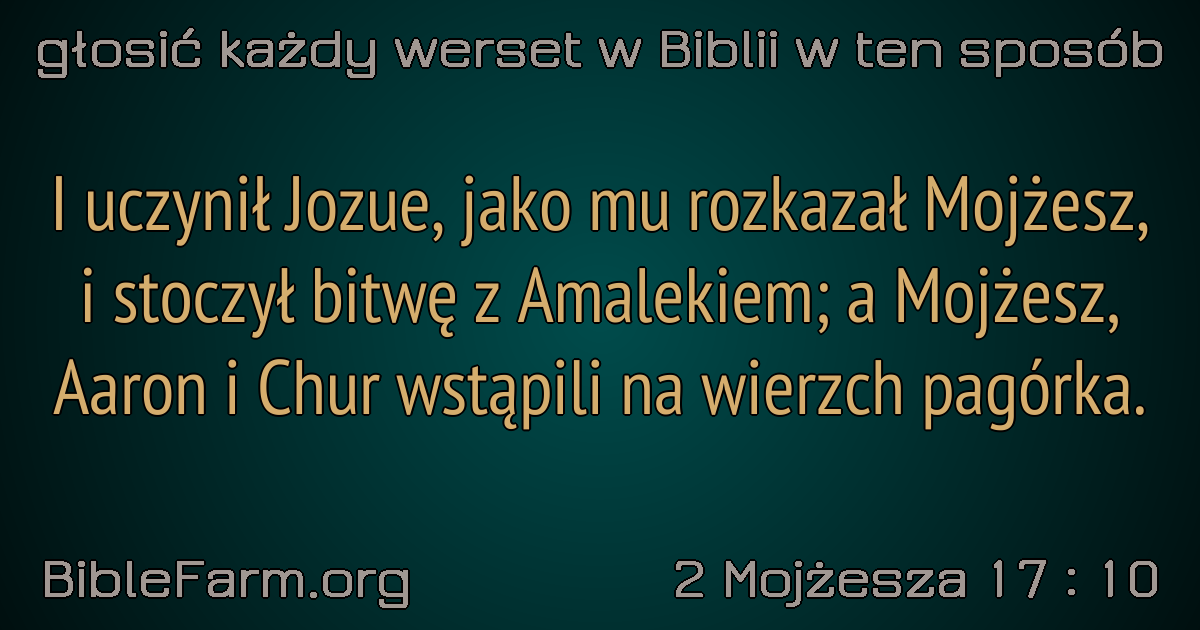 głosić każdy werset w Biblii w ten sposób
I uczynił Jozue, jako mu rozkazał Mojżesz,
i stoczył bitwę z Amalekiem; a Mojżesz,
Aaron i Chur wstąpili na wierzch pagórka.
BibleFarm.org
2 Mojżesza 17 : 10